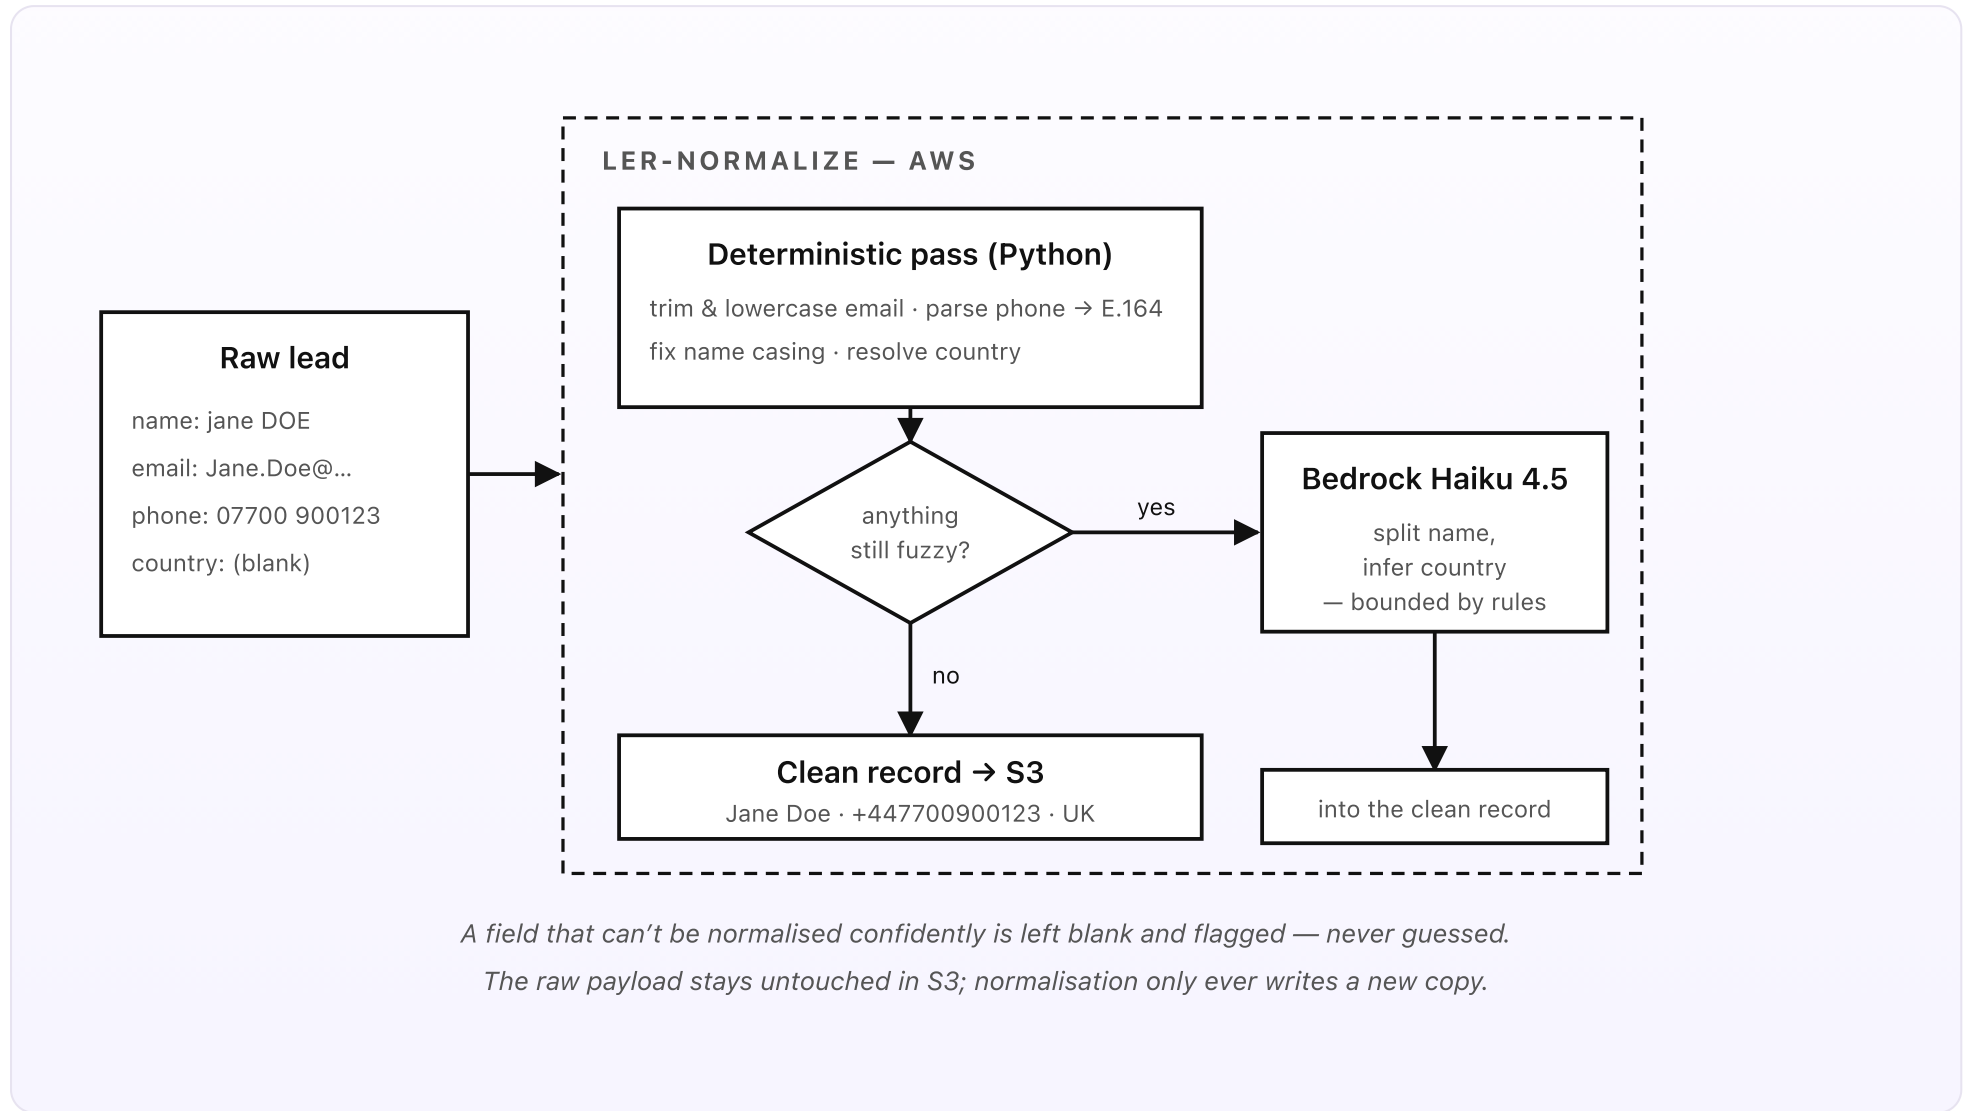 LER-NORMALIZE — AWS
Raw lead
name: jane DOE
email: Jane.Doe@...
phone: 07700 900123
country: (blank)
Deterministic pass (Python)
trim & lowercase email · parse phone → E.164
fix name casing · resolve country
anything
still fuzzy?
yes
Bedrock Haiku 4.5
split name,
infer country
— bounded by rules
no
Clean record → S3
Jane Doe · +447700900123 · UK
into the clean record
A field that can’t be normalised confidently is left blank and flagged — never guessed.
The raw payload stays untouched in S3; normalisation only ever writes a new copy.